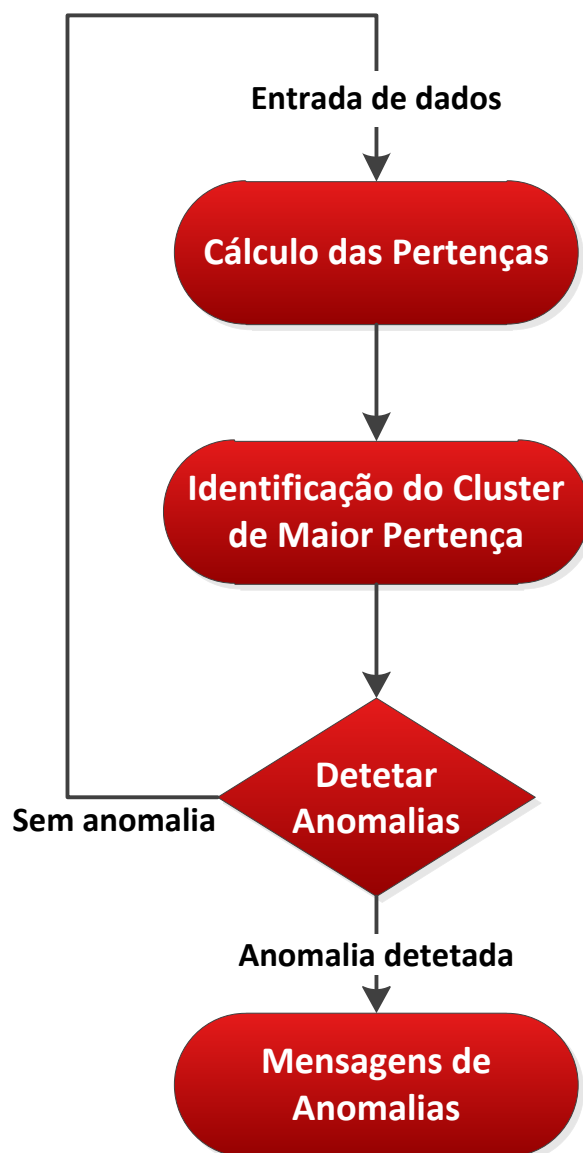 Entrada de dados
Cálculo das Pertenças
Identificação do Cluster
de Maior Pertença
Detetar
Anomalias
Sem anomalia
Anomalia detetada
Mensagens de
Anomalias